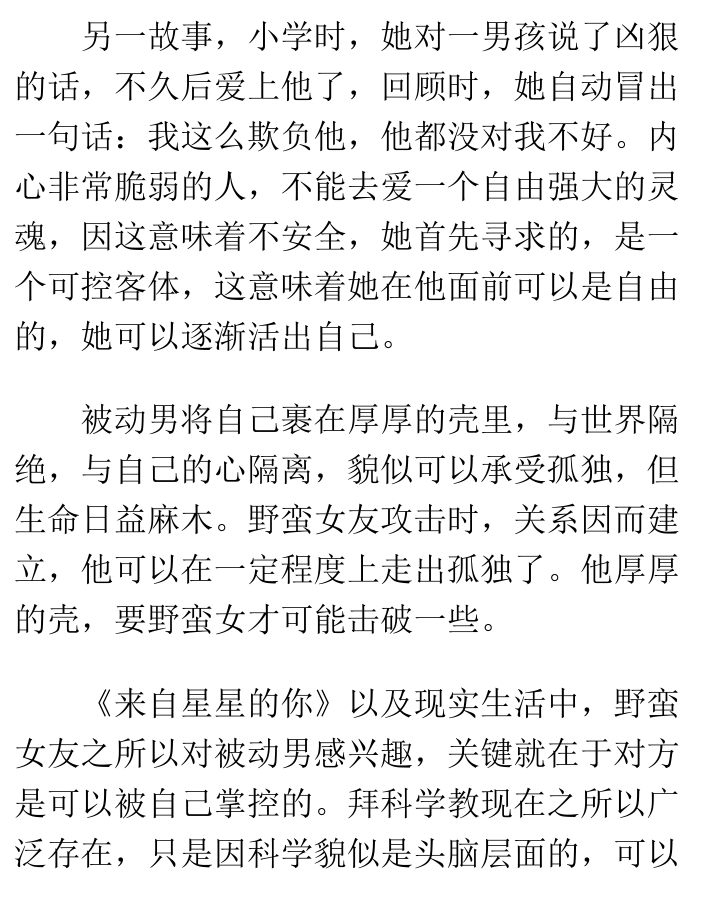 另一故事，小学时，她对一男孩说了凶狠
的话，不久后爱上他了，回顾时，她自动冒出
一句话：我这么欺负他，他都没对我不好。内
心非常脆弱的人，不能去爱一个自由强大的灵
魂，因这意味着不安全，她首先寻求的，是一
个可控客体，这意味着她在他面前可以是自由
的，她可以逐渐活出自己。
被动男将自己裹在厚厚的壳里，与世界隔
绝，与自己的心隔离，貌似可以承受孤独，但
生命日益麻木。野蛮女友攻击时，关系因而建
立，他可以在一定程度上走出孤独了。他厚厚
的壳，要野蛮女才可能击破一些。
《来自星星的你》以及现实生活中，野蛮
女友之所以对被动男感兴趣，关键就在于对方
是可以被自己掌控的。拜科学教现在之所以广
泛存在，只是因科学貌似是头脑层面的，可以